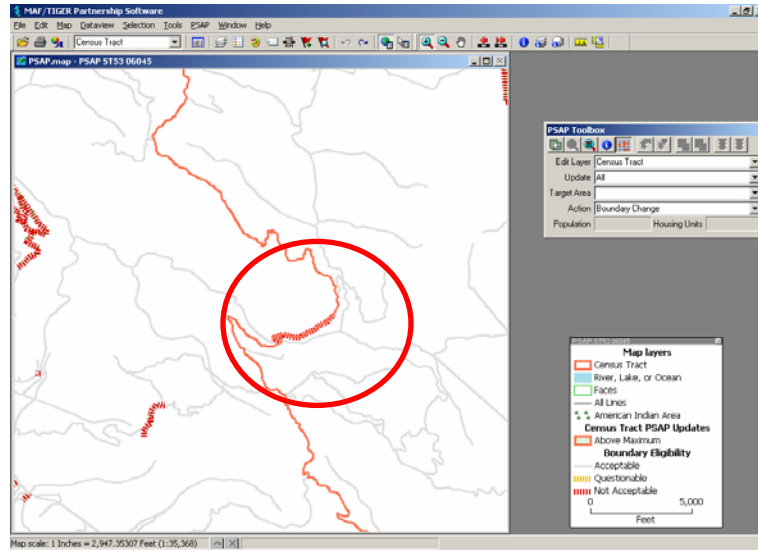 MAF/TIGER Partnership Software
File Edit Map Dataview Selection Tools PSAP Window Help
Census Tract
PSAP.map - PSAP ST53 06045
PSAP Toolbox
Edit Layer Census Tract
Update All
Target Area
Action Boundary Change
Population Housing Units
PSAP ST53 06045
Map layers
Census Tract
River, Lake, or Ocean
Faces
All Lines
American Indian Area
Census Tract PSAP Updates
Above Maximum
Boundary Eligibility
Acceptable
Questionable
Not Acceptable
0 5,000
Feet
Map scale: 1 Inches = 2,947.35307 Feet (1:35,368)